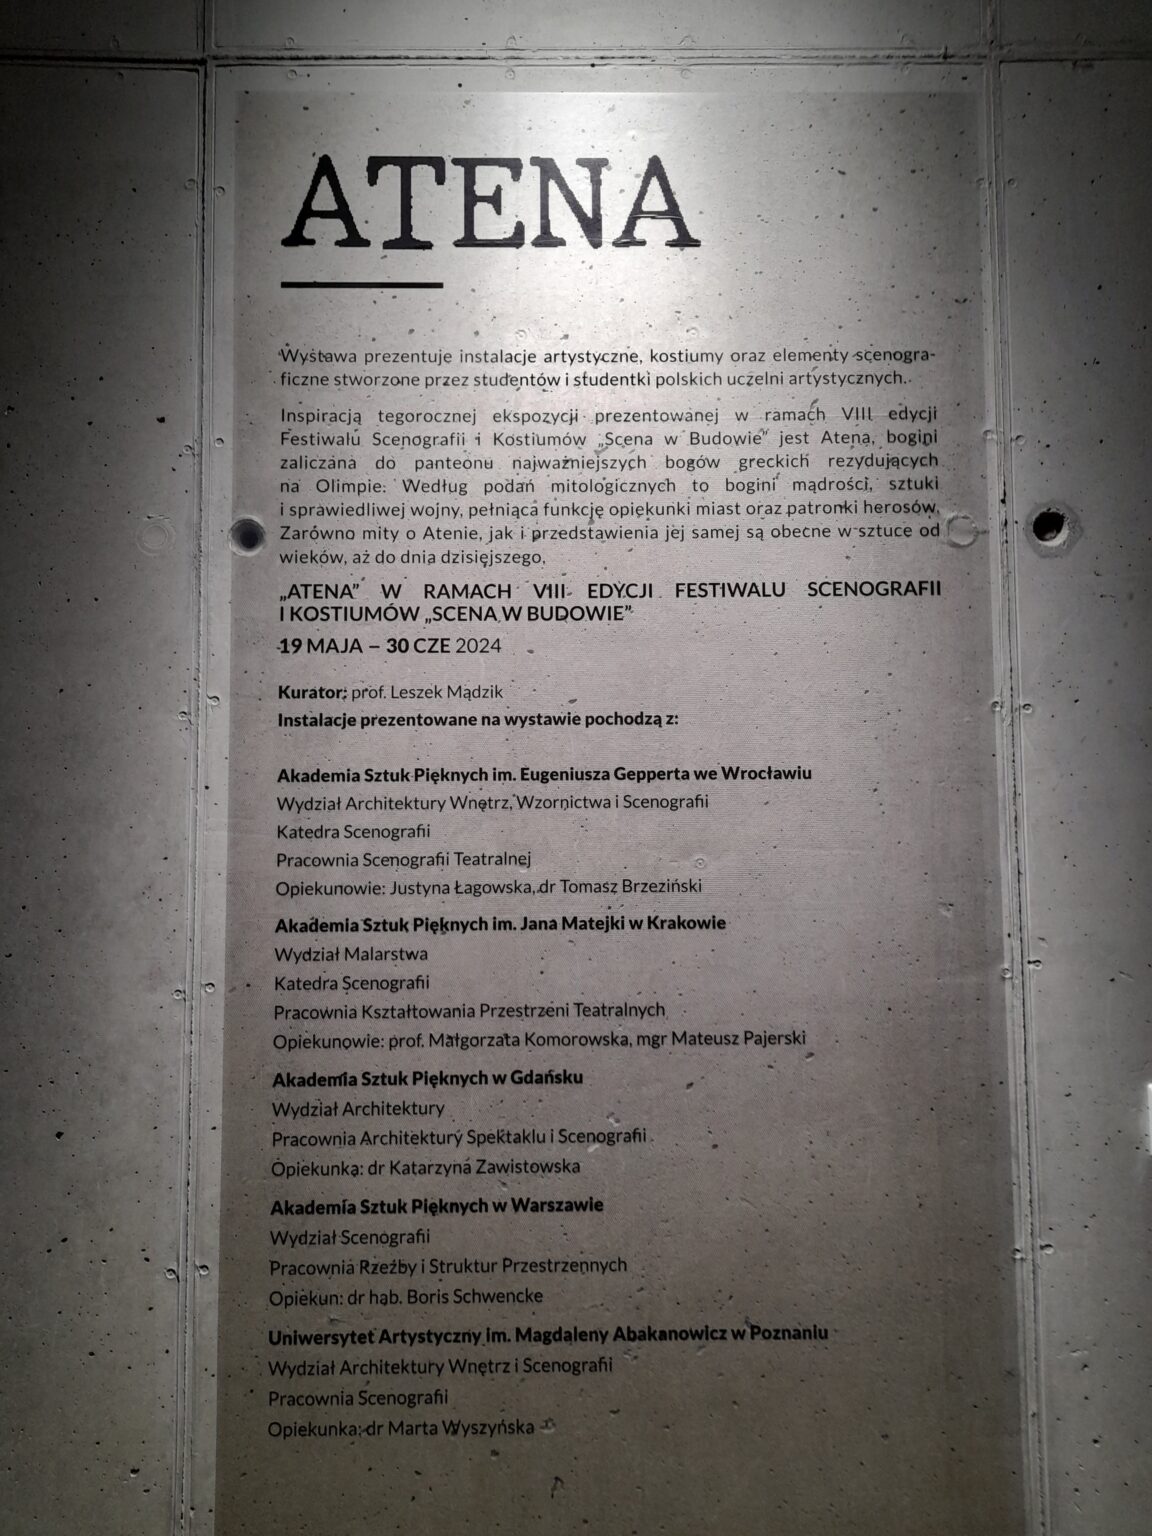 ATENA
Wystawa prezentuje instalacje artystyczne, kostiumy oraz elementy scenogra-
ficzne stworzone przez studentów i studentki polskich uczelni artystycznych.
Inspiracją tegorocznej ekspozycji prezentowanej w ramach VIII edycji
Festiwalu Scenografii i Kostiumów „Scena w Budowie” jest Atena, bogini
zaliczana do panteonu najważniejszych bogów greckich rezydujących
na Olimpie. Według podań mitologicznych to bogini mądrości, sztuki
i sprawiedliwej wojny, pełniąca funkcję opiekunki miast oraz patronki herosów.
Zarówno mity o Atenie, jak i przedstawienia jej samej są obecne w sztuce od
wieków, aż do dnia dzisiejszego.
„ATENA” W RAMACH VIII EDYCJI FESTIWALU SCENOGRAFII
I KOSTIUMÓW „SCENA W BUDOWIE”
19 MAJA – 30 CZE 2024
Kurator: prof. Leszek Mądzik
Instalacje prezentowane na wystawie pochodzą z:
Akademia Sztuk Pięknych im. Eugeniusza Gepperta we Wrocławiu
Wydział Architektury Wnętrz, Wzornictwa i Scenografii
Katedra Scenografii
Pracownia Scenografii Teatralnej
Opiekunowie: Justyna Łagowska, dr Tomasz Brzeziński
Akademia Sztuk Pięknych im. Jana Matejki w Krakowie
Wydział Malarstwa
Katedra Scenografii
Pracownia Kształtowania Przestrzeni Teatralnych
Opiekunowie: prof. Małgorzata Komorowska, mgr Mateusz Pajerski
Akademia Sztuk Pięknych w Gdańsku
Wydział Architektury
Pracownia Architektury Spektaklu i Scenografii
Opiekunka: dr Katarzyna Zawistowska
Akademia Sztuk Pięknych w Warszawie
Wydział Scenografii
Pracownia Rzeźby i Struktur Przestrzennych
Opiekun: dr hab. Boris Schwencke
Uniwersytet Artystyczny im. Magdaleny Abakanowicz w Poznaniu
Wydział Architektury Wnętrz i Scenografii
Pracownia Scenografii
Opiekunka: dr Marta Wyszyńska